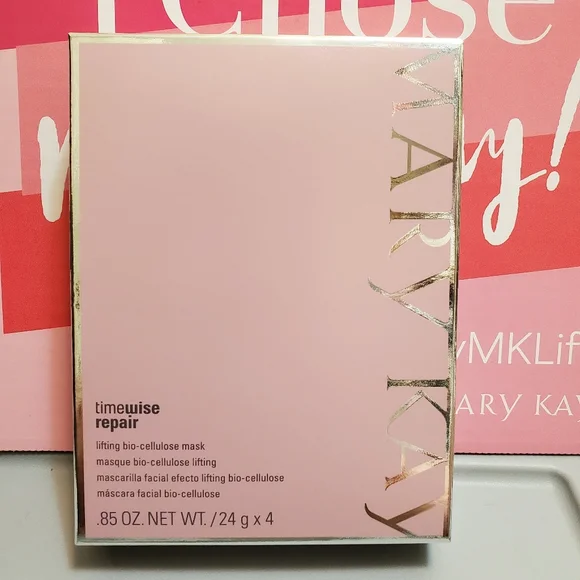 I Chose
y!
MARY KAY
timewise
repair
lifting bio-cellulose mask
masque bio-cellulose lifting
mascarilla facial efecto lifting bio-cellulose
máscara facial bio-cellulose
.85 OZ. NET WT. / 24 g x 4
yMKLif
ARY KAY